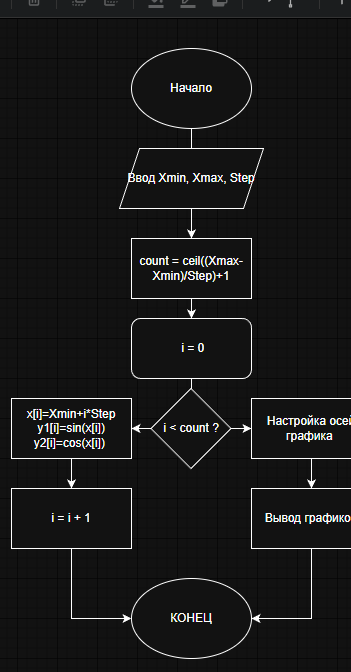 Начало
Ввод Xmin, Xmax, Step
count = ceil((Xmax-
Xmin)/Step)+1
i = 0
x[i]=Xmin+i*Step
y1[i]=sin(x[i])
y2[i]=cos(x[i])
i < count ?
Настройка осей
графика
i = i + 1
Вывод графико
КОНЕЦ